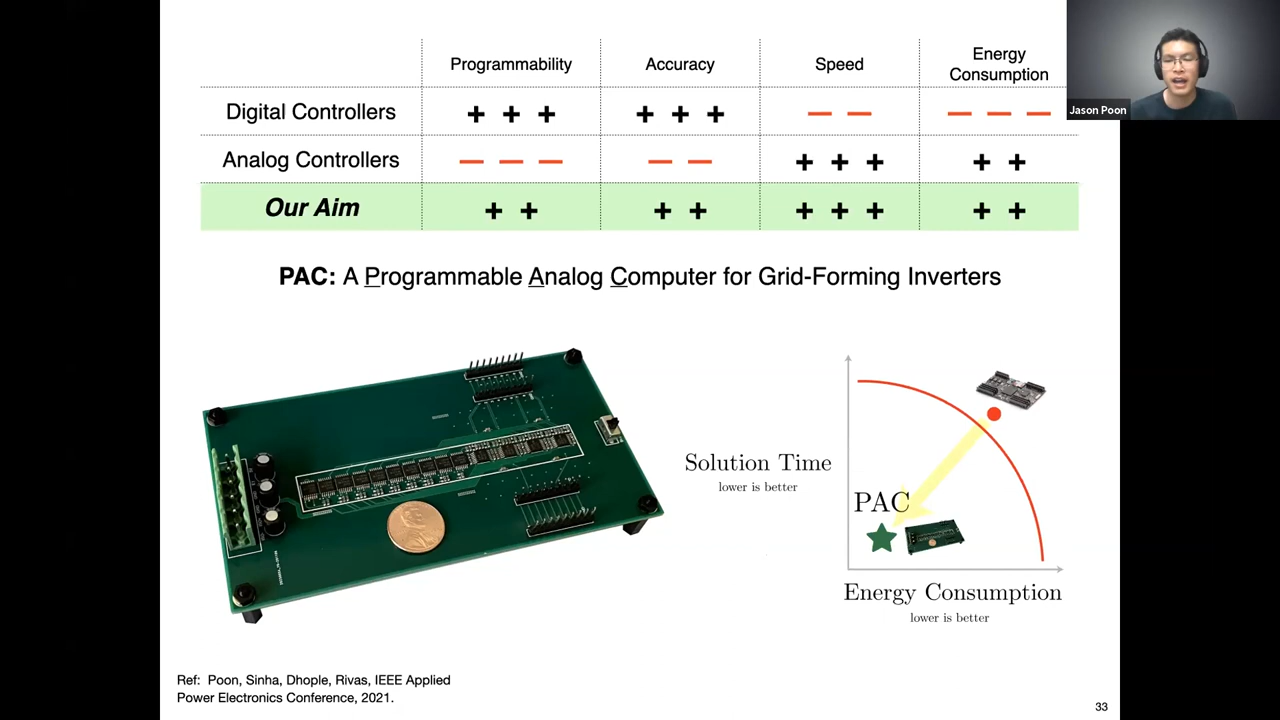 Programmability Accuracy Speed Energy Consumption
Digital Controllers + + + + + + — — — — —
Analog Controllers — — — — — + + + + +
Our Aim + + + + + + + + +
Jason Poon
PAC: A Programmable Analog Computer for Grid-Forming Inverters
Solution Time
lower is better
PAC
Energy Consumption
lower is better
Ref: Poon, Sinha, Dhople, Rivas, IEEE Applied
Power Electronics Conference, 2021.
33